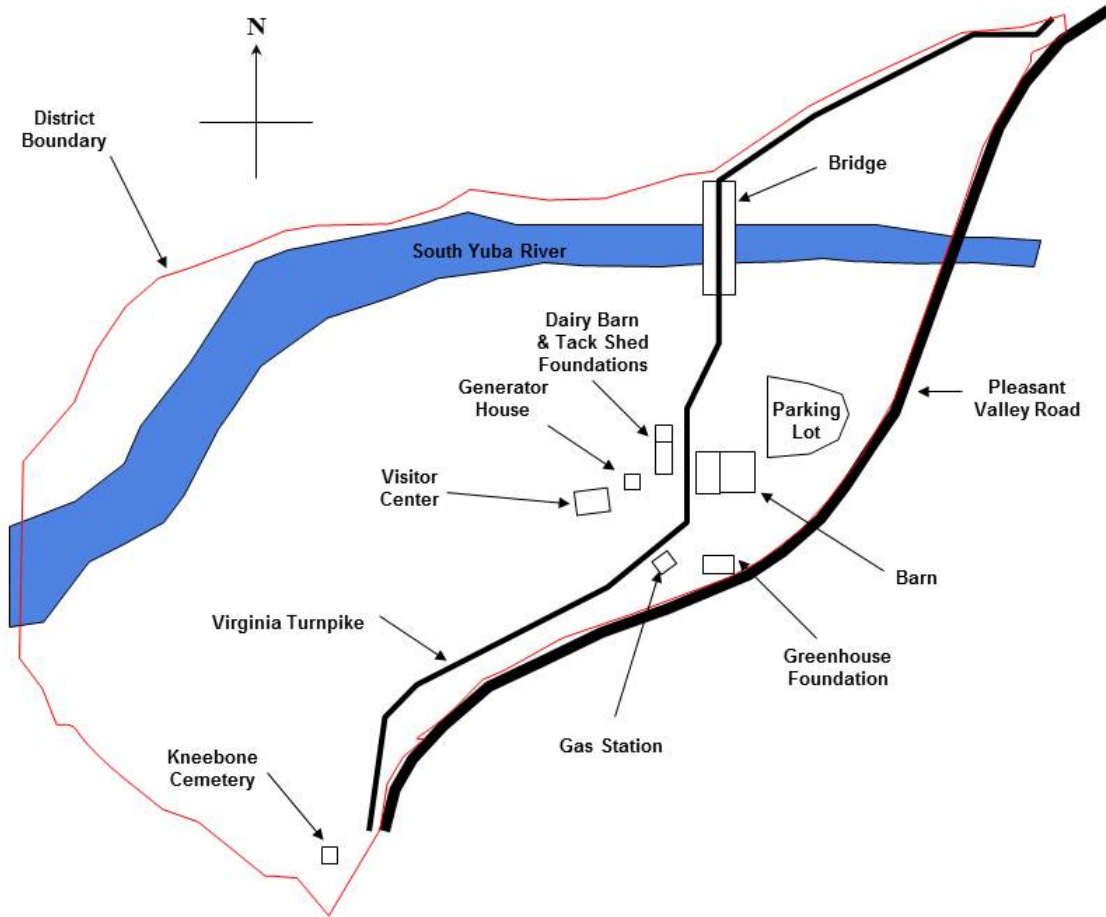 N
District
Boundary
Bridge
South Yuba River
Dairy Barn
& Tack Shed
Foundations
Generator
House
Pleasant
Valley Road
Parking
Lot
Visitor
Center
Barn
Virginia Turnpike
Greenhouse
Foundation
Gas Station
Kneebone
Cemetery